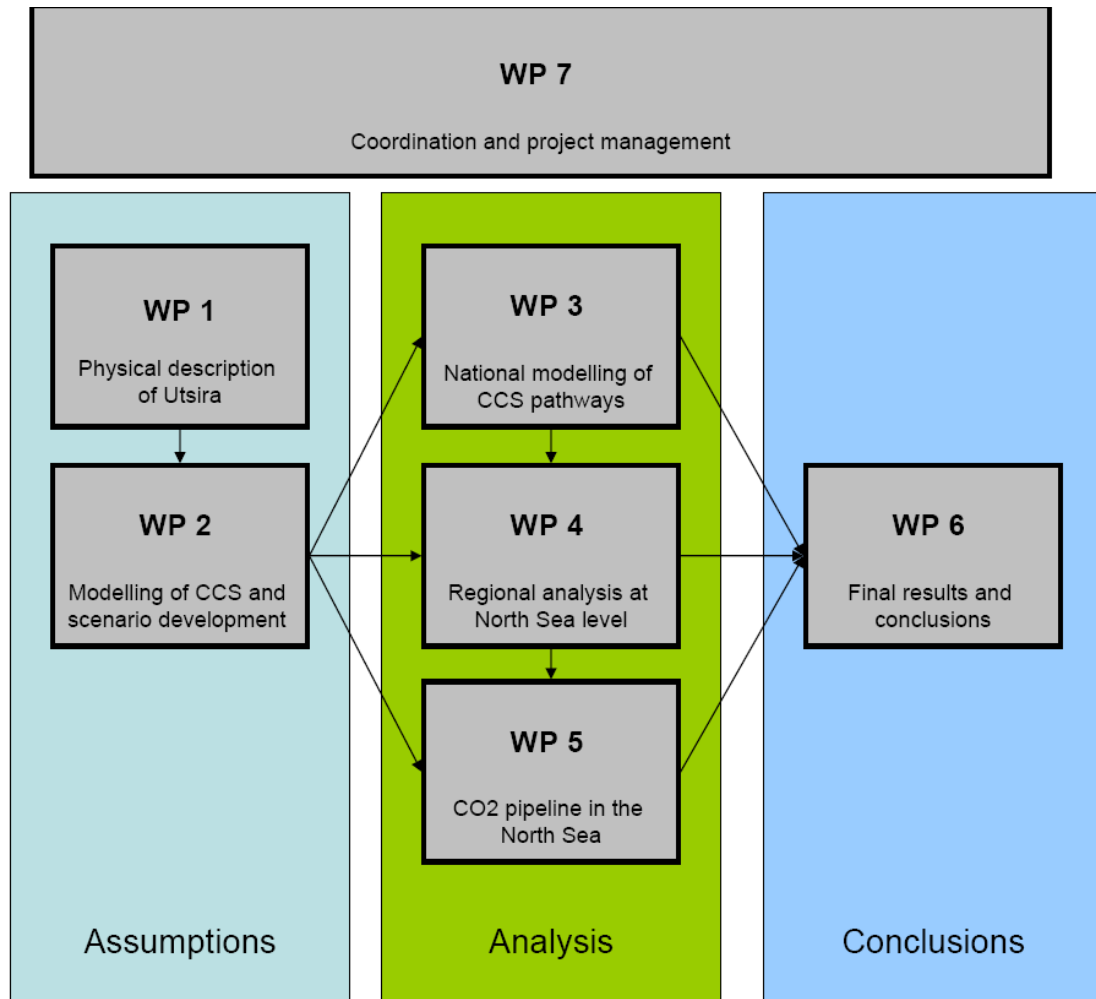 WP 7
Coordination and project management
WP 1
Physical description
of Utsira
WP 2
Modelling of CCS and
scenario development
WP 3
National modelling of
CCS pathways
WP 4
Regional analysis at
North Sea level
WP 5
CO2 pipeline in the
North Sea
WP 6
Final results and
conclusions
Assumptions
Analysis
Conclusions